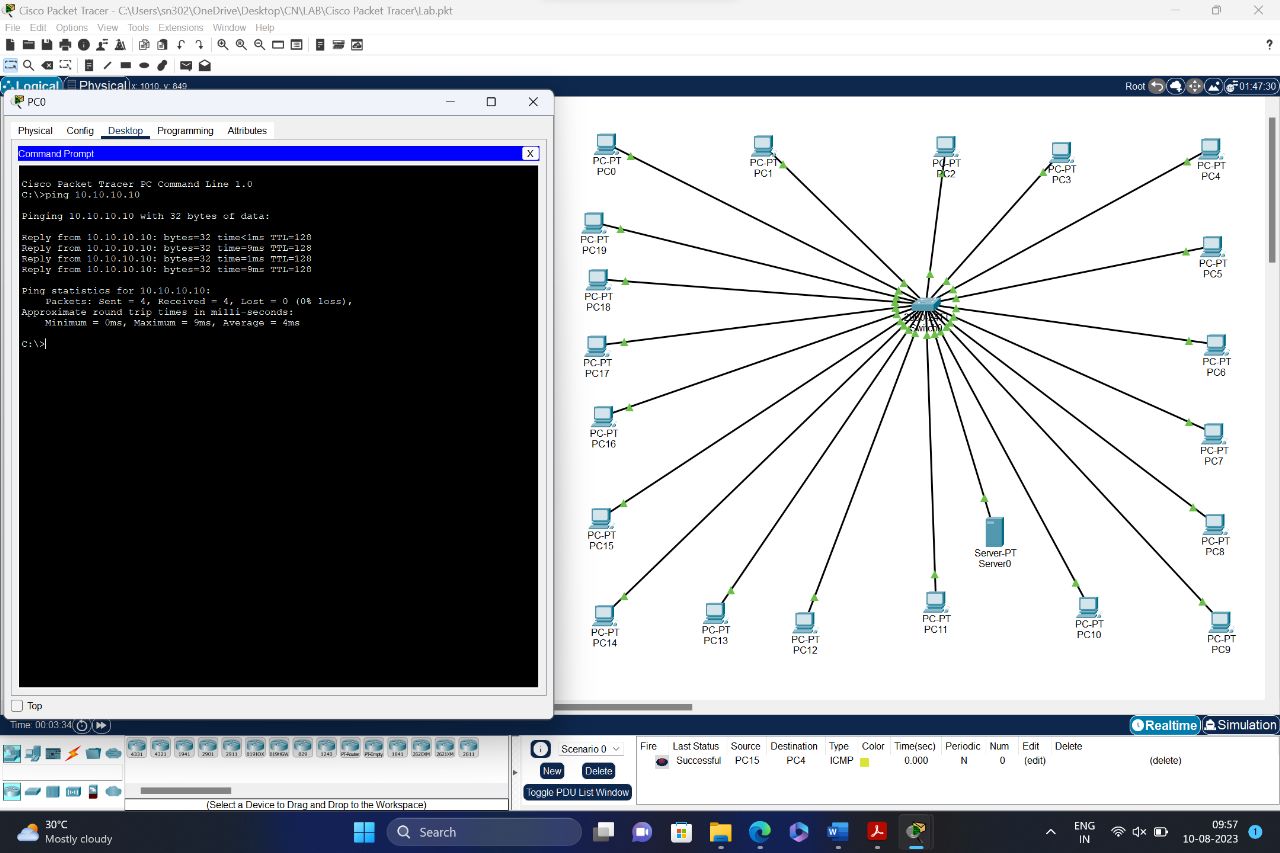 Cisco Packet Tracer - C:\Users\sn302\OneDrive\Desktop\CN\LAB\Cisco Packet Tracer\Lab.pkt
File Edit Options View Tools Extensions Window Help
Logical Physical x: 1010, y: 849
Root 01:47:30
PC0
Physical Config Desktop Programming Attributes
Command Prompt
X
Cisco Packet Tracer PC Command Line 1.0
C:\>ping 10.10.10.10
Pinging 10.10.10.10 with 32 bytes of data:
Reply from 10.10.10.10: bytes=32 time<1ms TTL=128
Reply from 10.10.10.10: bytes=32 time=9ms TTL=128
Reply from 10.10.10.10: bytes=32 time=1ms TTL=128
Reply from 10.10.10.10: bytes=32 time=9ms TTL=128
Ping statistics for 10.10.10.10:
Packets: Sent = 4, Received = 4, Lost = 0 (0% loss),
Approximate round trip times in milli-seconds:
Minimum = 0ms, Maximum = 9ms, Average = 4ms
C:\>
Top
PC-PT
PC0
PC-PT
PC1
PC-PT
PC2
PC-PT
PC3
PC-PT
PC4
PC-PT
PC19
PC-PT
PC5
PC-PT
PC18
Switch0
PC-PT
PC17
PC-PT
PC6
PC-PT
PC16
PC-PT
PC7
PC-PT
PC15
Server-PT
Server0
PC-PT
PC8
PC-PT
PC14
PC-PT
PC13
PC-PT
PC12
PC-PT
PC11
PC-PT
PC10
PC-PT
PC9
Time: 00:03:34
Realtime Simulation
4331 4321 1941 2901 2911 819HGW 829 1240 PT-Router PT-Empty 1841 2620XM 2621XM 2811
(Select a Device to Drag and Drop to the Workspace)
Scenario 0
New Delete
Toggle PDU List Window
Fire Last Status Source Destination Type Color Time(sec) Periodic Num Edit Delete
Successful PC15 PC4 ICMP 0.000 N 0 (edit) (delete)
30°C
Mostly cloudy
Search
ENG
IN
09:57
10-08-2023
1